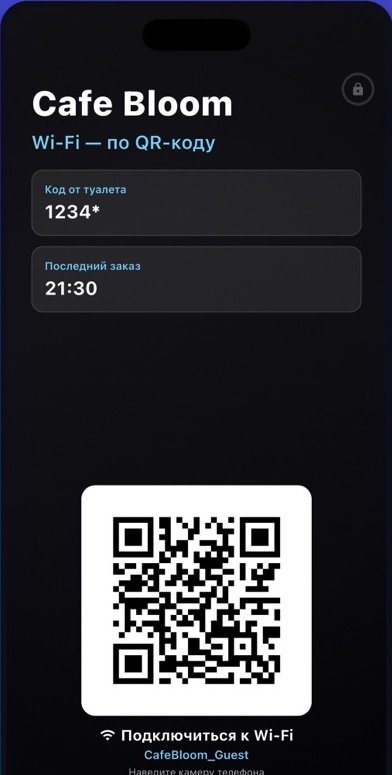 Cafe Bloom
Wi-Fi — по QR-коду
Код от туалета
1234*
Последний заказ
21:30
Подключиться к Wi-Fi
CafeBloom_Guest
Наведите камеру телефона